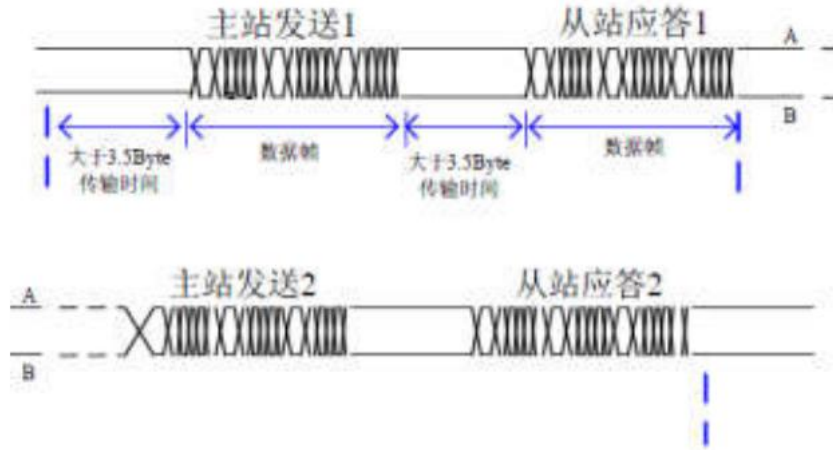 主站发送1
从站应答1
A
B
大于3.5Byte
传输时间
数据帧
大于3.5Byte
传输时间
数据帧
主站发送2
从站应答2
A
B